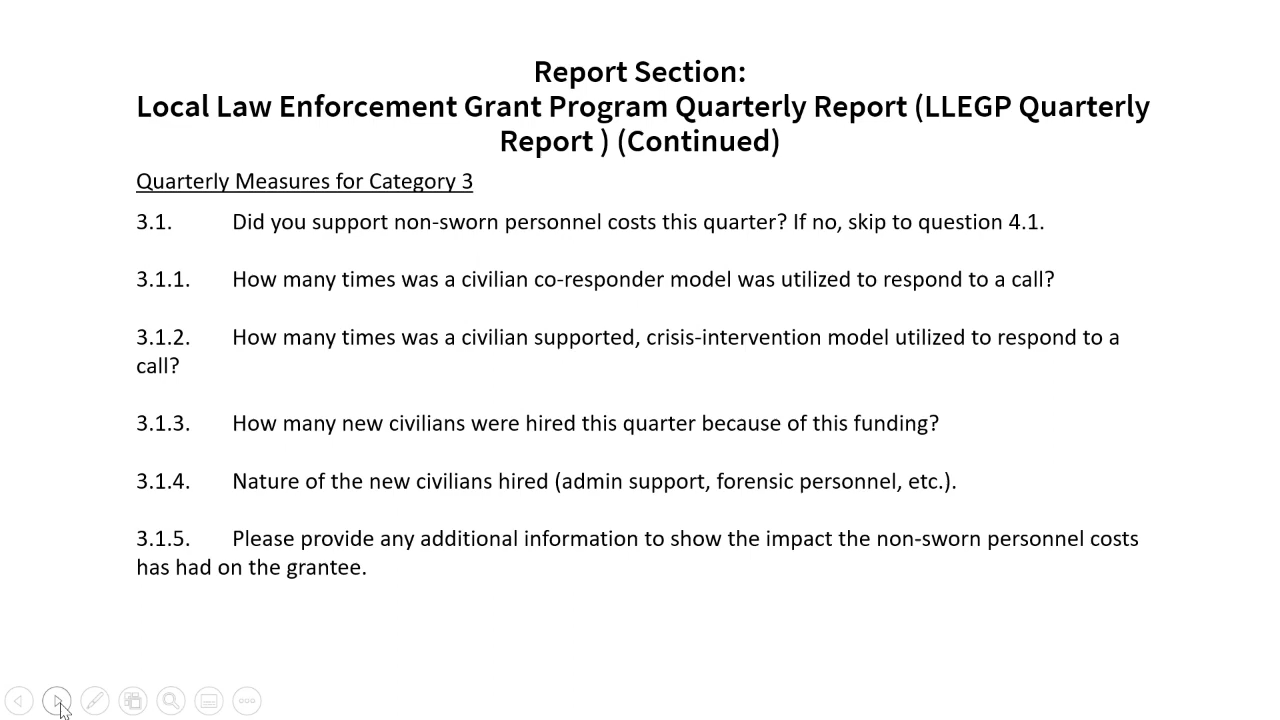 Report Section:
Local Law Enforcement Grant Program Quarterly Report (LLEGP Quarterly
Report ) (Continued)
Quarterly Measures for Category 3
3.1. Did you support non-sworn personnel costs this quarter? If no, skip to question 4.1.
3.1.1. How many times was a civilian co-responder model was utilized to respond to a call?
3.1.2. How many times was a civilian supported, crisis-intervention model utilized to respond to a
call?
3.1.3. How many new civilians were hired this quarter because of this funding?
3.1.4. Nature of the new civilians hired (admin support, forensic personnel, etc.).
3.1.5. Please provide any additional information to show the impact the non-sworn personnel costs
has had on the grantee.